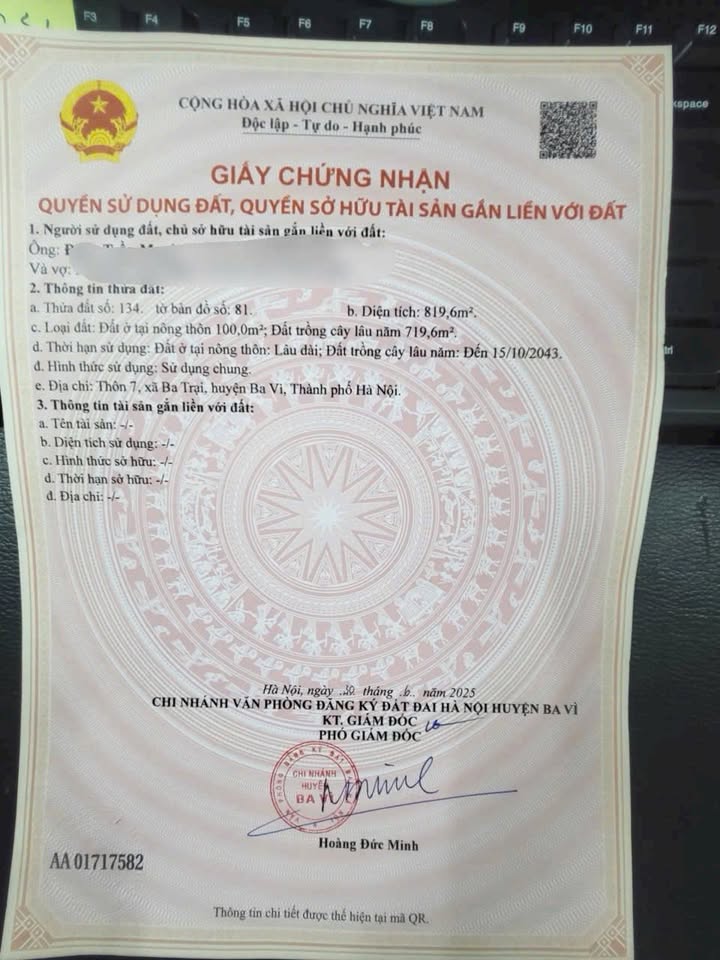 F3 F4 F5 F6 F7 F8 F9 F10 F11 F12
kspace
CỘNG HÒA XÃ HỘI CHỦ NGHĨA VIỆT NAM
Độc lập - Tự do - Hạnh phúc
GIẤY CHỨNG NHẬN
QUYỀN SỬ DỤNG ĐẤT, QUYỀN SỞ HỮU TÀI SẢN GẮN LIỀN VỚI ĐẤT
1. Người sử dụng đất, chủ sở hữu tài sản gắn liền với đất:
Ông:
Và vợ:
2. Thông tin thửa đất:
a. Thửa đất số: 134. tờ bản đồ số: 81. b. Diện tích: 819,6m².
c. Loại đất: Đất ở tại nông thôn 100,0m²; Đất trồng cây lâu năm 719,6m².
d. Thời hạn sử dụng: Đất ở tại nông thôn: Lâu dài; Đất trồng cây lâu năm: Đến 15/10/2043.
đ. Hình thức sử dụng: Sử dụng chung.
e. Địa chỉ: Thôn 7, xã Ba Trại, huyện Ba Vì, Thành phố Hà Nội.
trl
3. Thông tin tài sản gắn liền với đất:
a. Tên tài sản: -/-
b. Diện tích sử dụng: -/-
c. Hình thức sở hữu: -/-
d. Thời hạn sở hữu: -/-
đ. Địa chỉ: -/-
Hà Nội, ngày ... tháng .6. năm 2025
CHI NHÁNH VĂN PHÒNG ĐĂNG KÝ ĐẤT ĐAI HÀ NỘI HUYỆN BA VÌ
KT. GIÁM ĐỐC
PHÓ GIÁM ĐỐC
CHI NHÁNH
HUYỆN
BA VÌ
Hoàng Đức Minh
AA 01717582
Thông tin chi tiết được thể hiện tại mã QR.